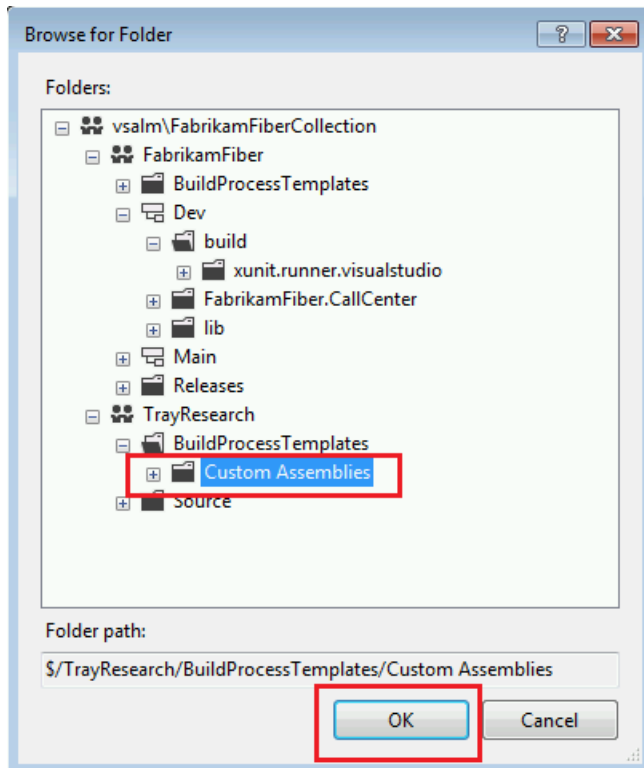 Browse for Folder
Folders:
vsalm\FabrikamFiberCollection
FabrikamFiber
BuildProcessTemplates
Dev
build
xunit.runner.visualstudio
FabrikamFiber.CallCenter
lib
Main
Releases
TrayResearch
BuildProcessTemplates
Custom Assemblies
Source
Folder path:
$/TrayResearch/BuildProcessTemplates/Custom Assemblies
OK Cancel